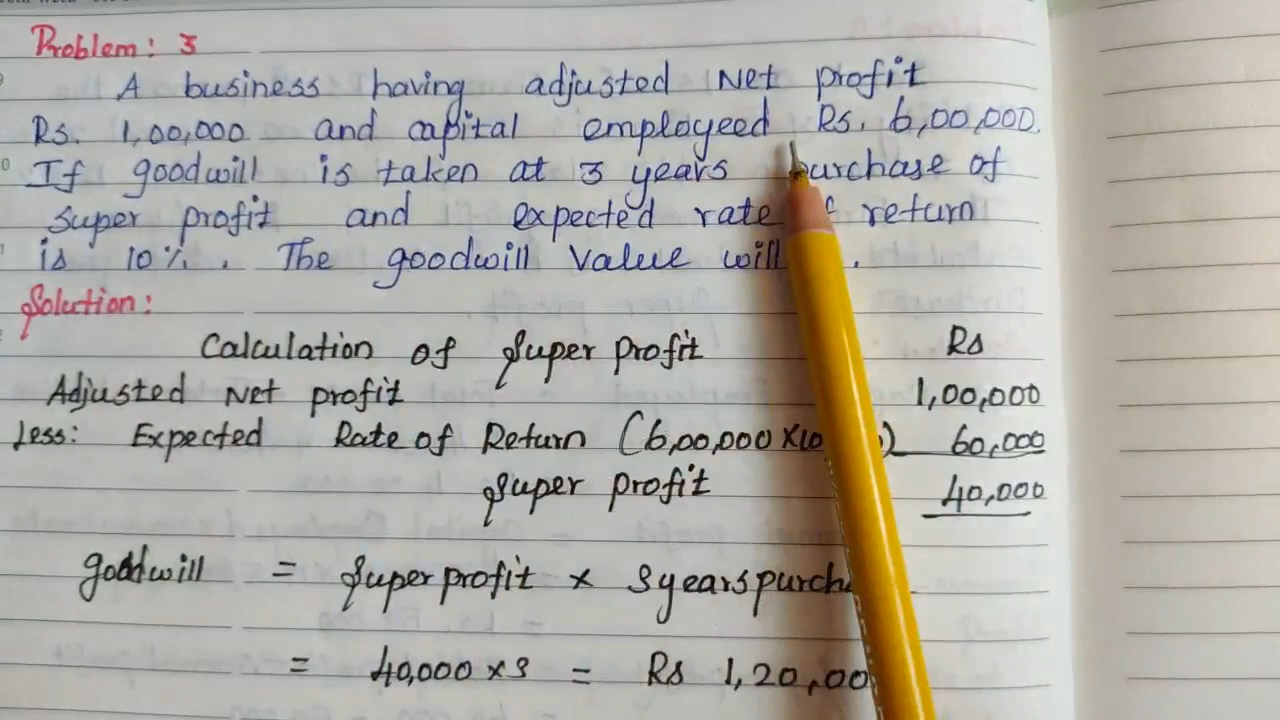 Problem: 3
A business having adjusted Net profit
Rs. 1,00,000 and capital employeed Rs. 6,00,000.
If goodwill is taken at 3 years purchase of
Super profit and expected rate return
is 10%. The goodwill value will .
Solution:
Calculation of Super profit Rs
Adjusted Net profit 1,00,000
Less: Expected Rate of Return (6,00,000 × 10 ) 60,000
Super profit 40,000
goodwill = Super profit × 3 years purch
= 40,000 × 3 = Rs 1,20,00